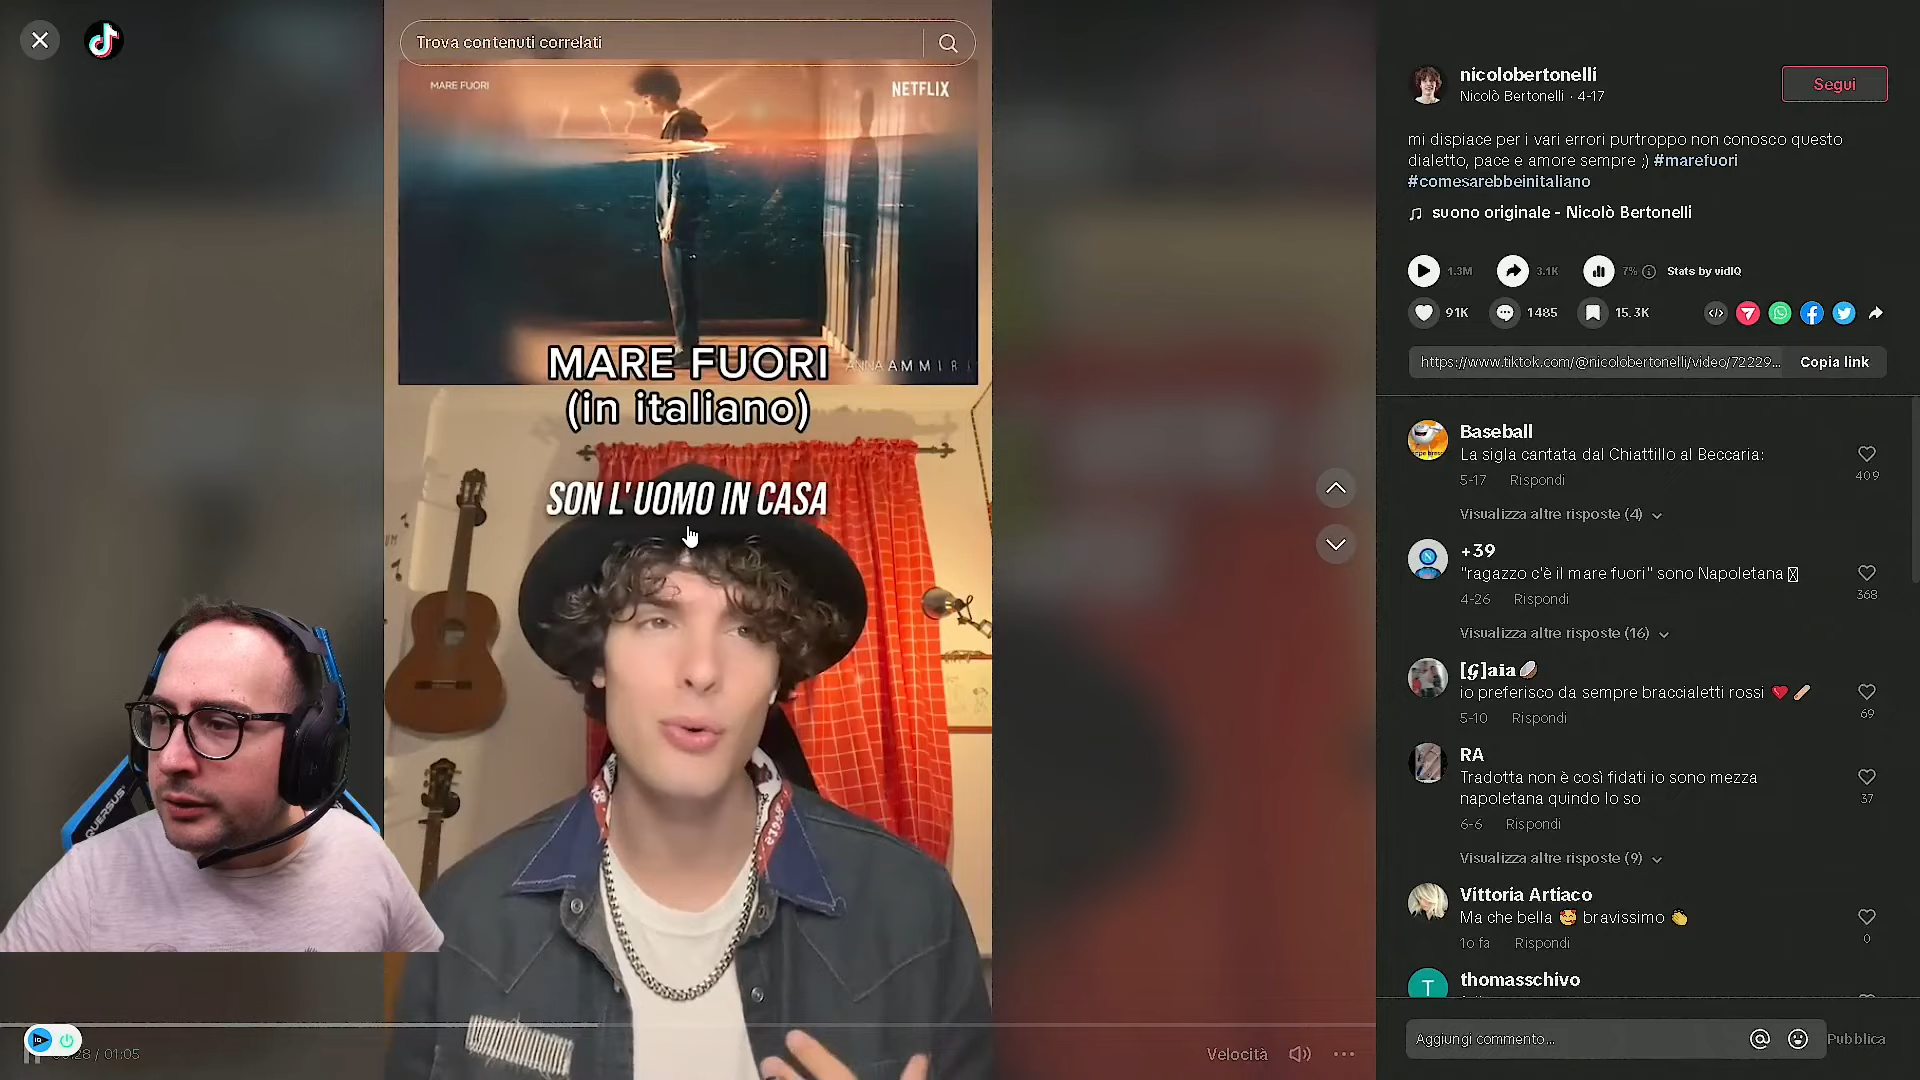 Trova contenuti correlati
MARE FUORI
NETFLIX
MARE FUORI
(in italiano)
SON L'UOMO IN CASA
QUERSUS
nicolobertonelli
Nicolò Bertonelli · 4-17
Segui
mi dispiace per i vari errori purtroppo non conosco questo
dialetto, pace e amore sempre ;) #marefuori
#comesarebbeinitaliano
suono originale - Nicolò Bertonelli
1.3M
3.1K
7%
Stats by vidIQ
91K
1485
15.3K
https://www.tiktok.com/@nicolobertonelli/video/72229...
Copia link
Baseball
La sigla cantata dal Chiattillo al Beccaria:
5-17 Rispondi
409
Visualizza altre risposte (4)
+39
"ragazzo c'è il mare fuori" sono Napoletana
4-26 Rispondi
368
Visualizza altre risposte (16)
[𝓖]aia
io preferisco da sempre braccialetti rossi
5-10 Rispondi
69
RA
Tradotta non è così fidati io sono mezza
napoletana quindo lo so
37
6-6 Rispondi
Visualizza altre risposte (9)
Vittoria Artiaco
Ma che bella 🥰 bravissimo 👏
1o fa Rispondi
0
T
thomasschivo
Aggiungi commento...
Pubblica
/ 01:05
Velocità